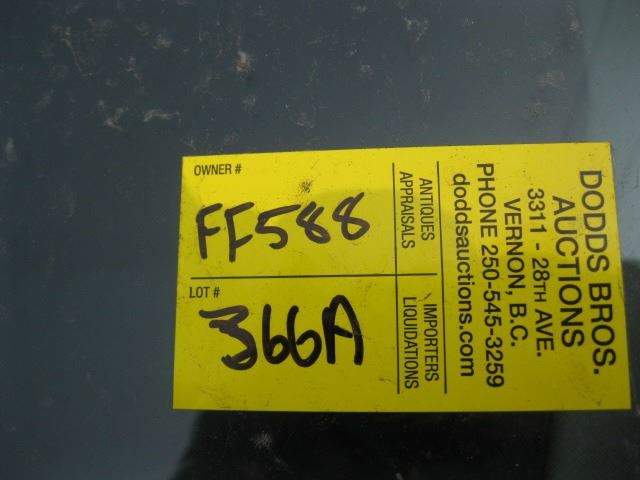 OWNER #
FF588
LOT #
366A
ANTIQUES
APPRAISALS
IMPORTERS
LIQUIDATIONS
DODDS BROS.
AUCTIONS
3311 - 28TH AVE.
VERNON, B.C.
PHONE 250-545-3259
doddsauctions.com